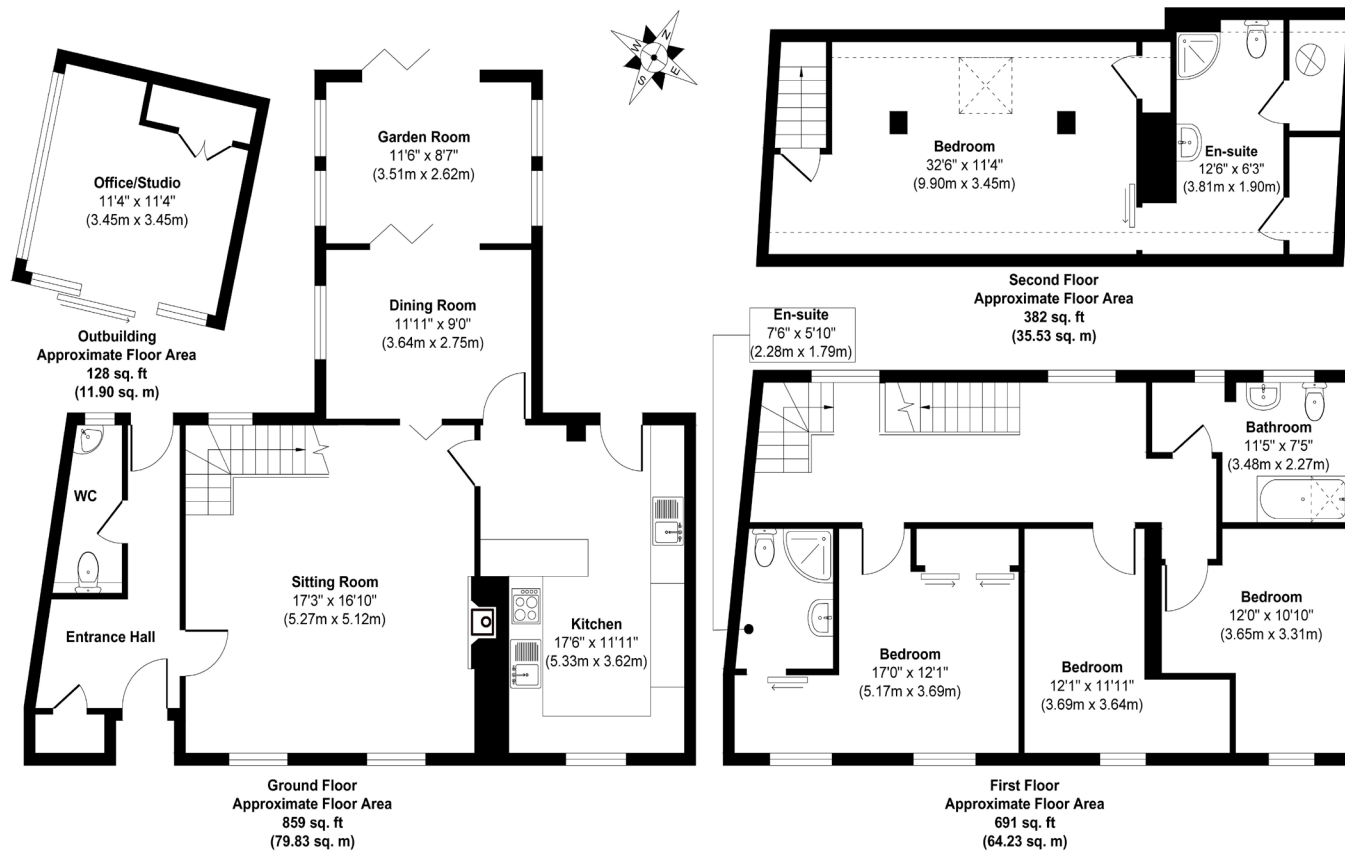 Office/Studio
11'4" x 11'4"
(3.45m x 3.45m)
Outbuilding
Approximate Floor Area
128 sq. ft
(11.90 sq. m)
Garden Room
11'6" x 8'7"
(3.51m x 2.62m)
N
E
S
W
Dining Room
11'11" x 9'0"
(3.64m x 2.75m)
WC
Entrance Hall
Sitting Room
17'3" x 16'10"
(5.27m x 5.12m)
Kitchen
17'6" x 11'11"
(5.33m x 3.62m)
Ground Floor
Approximate Floor Area
859 sq. ft
(79.83 sq. m)
Bedroom
32'6" x 11'4"
(9.90m x 3.45m)
En-suite
12'6" x 6'3"
(3.81m x 1.90m)
Second Floor
Approximate Floor Area
382 sq. ft
(35.53 sq. m)
En-suite
7'6" x 5'10"
(2.28m x 1.79m)
Bathroom
11'5" x 7'5"
(3.48m x 2.27m)
Bedroom
17'0" x 12'1"
(5.17m x 3.69m)
Bedroom
12'1" x 11'11"
(3.69m x 3.64m)
Bedroom
12'0" x 10'10"
(3.65m x 3.31m)
First Floor
Approximate Floor Area
691 sq. ft
(64.23 sq. m)